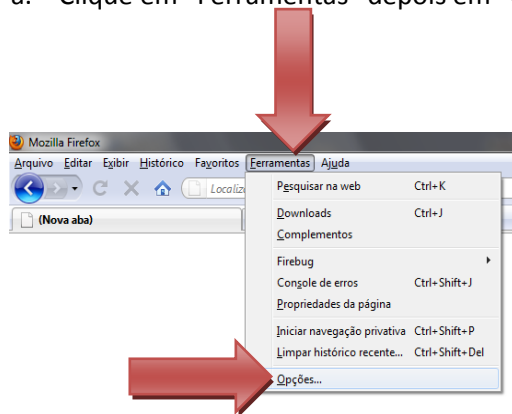 a. Clique em "Ferramentas" depois em "
Mozilla Firefox
Arquivo Editar Exibir Histórico Favoritos Ferramentas Ajuda
Localiz
(Nova aba)
Pesquisar na web Ctrl+K
Downloads Ctrl+J
Complementos
Firebug
Console de erros Ctrl+Shift+J
Propriedades da página
Iniciar navegação privativa Ctrl+Shift+P
Limpar histórico recente... Ctrl+Shift+Del
Opções...